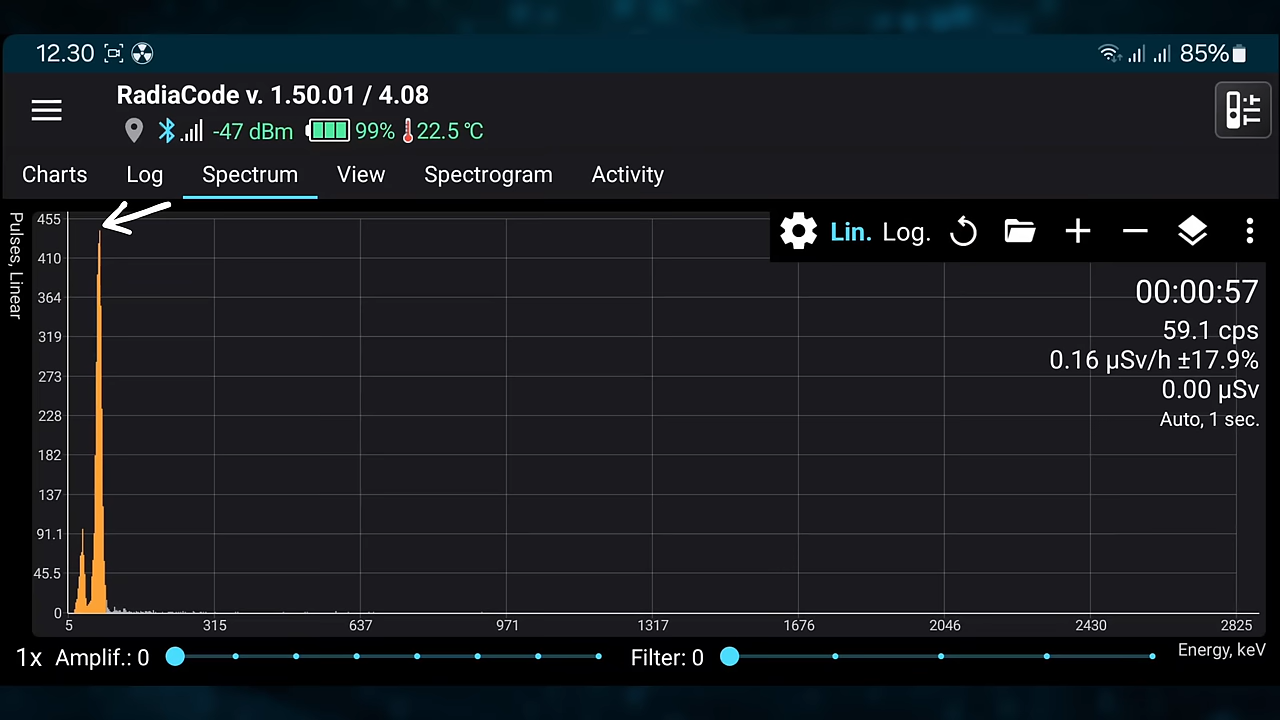 12.30 85%
RadiaCode v. 1.50.01 / 4.08
-47 dBm 99% 22.5 °C
Charts Log Spectrum View Spectrogram Activity
Pulses, Linear
Lin. Log.
00:00:57
59.1 cps
0.16 µSv/h ±17.9%
0.00 µSv
Auto, 1 sec.
455
410
364
319
273
228
182
137
91.1
45.5
0
5 315 637 971 1317 1676 2046 2430 2825
Energy, keV
1x Amplif.: 0 Filter: 0